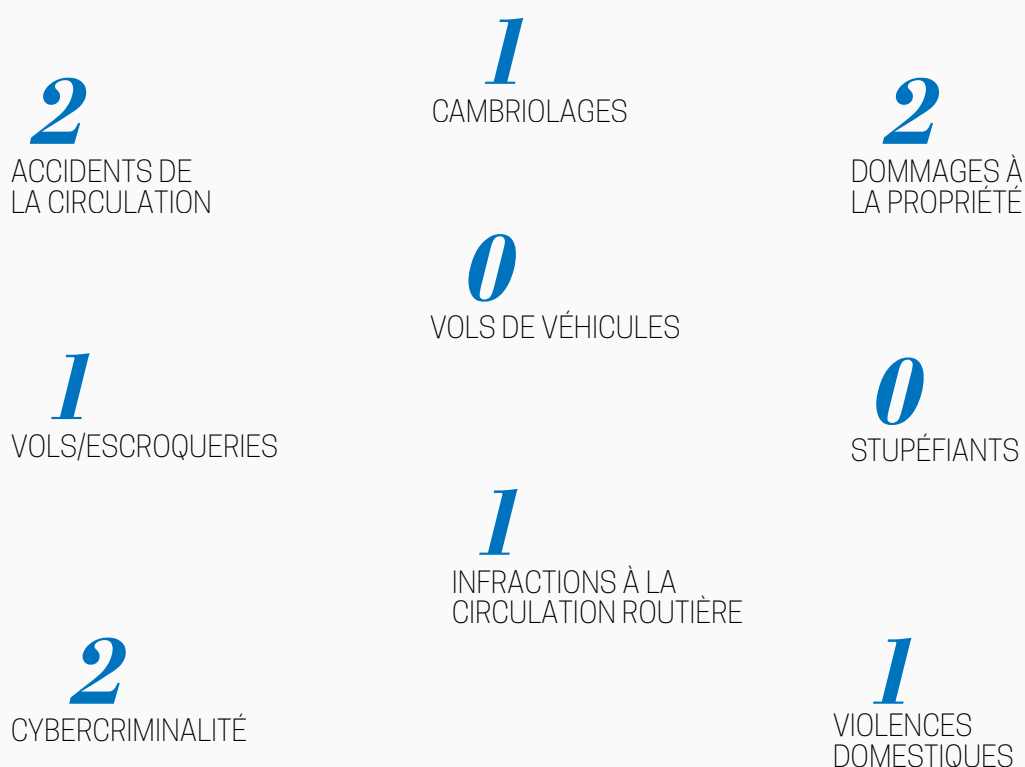 1
CAMBRIOLAGES
2
ACCIDENTS DE
LA CIRCULATION
2
DOMMAGES À
LA PROPRIÉTÉ
0
VOLS DE VÉHICULES
1
VOLS/ESCROQUERIES
0
STUPÉFIANTS
1
INFRACTIONS À LA
CIRCULATION ROUTIÈRE
2
CYBERCRIMINALITÉ
1
VIOLENCES
DOMESTIQUES